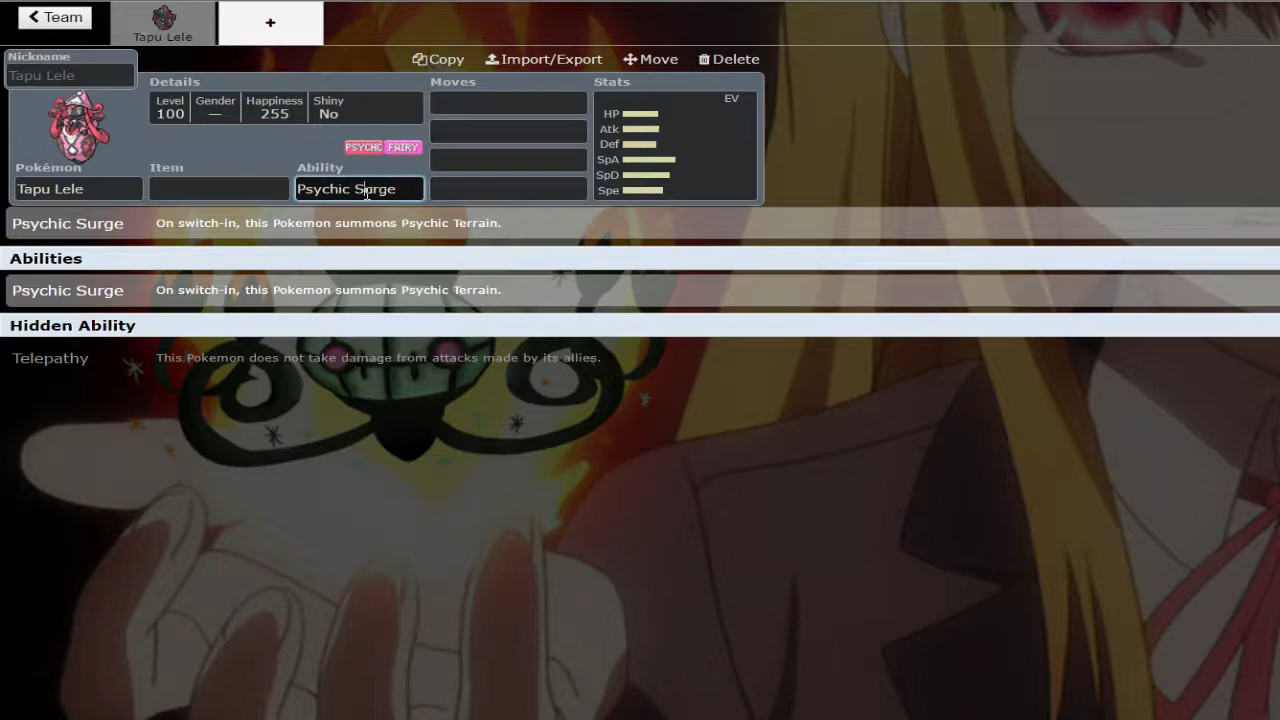 Team
Tapu Lele
+
Copy Import/Export Move Delete
Nickname
Tapu Lele
Details
Level Gender Happiness Shiny
100 — 255 No
PSYCHC FAIRY
Pokémon Item Ability
Tapu Lele Psychic Surge
Moves
Stats
EV
HP
Atk
Def
SpA
SpD
Spe
Psychic Surge On switch-in, this Pokemon summons Psychic Terrain.
Abilities
Psychic Surge On switch-in, this Pokemon summons Psychic Terrain.
Hidden Ability
Telepathy This Pokemon does not take damage from attacks made by its allies.